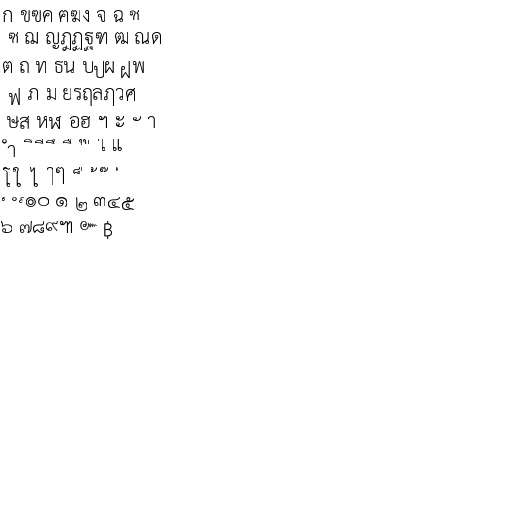 ก ขฃค ฅฆง จ ฉ ช
ซ ฌ ญฎฏฐฑ ฒ ณด
ต ถ ท ธน บปผ ฝพ
ฟ ภ ม ยรฤลฦวศ
ษส หฬ อฮ ฯ ะ ั า
ำ ิีึ ื ุู เ แ
โใ ไ ๅๆ ็ ่้๊ ๋
์ ํ๎๏๐ ๑ ๒ ๓๔๕
๖ ๗๘๙๚ ๛ ฿